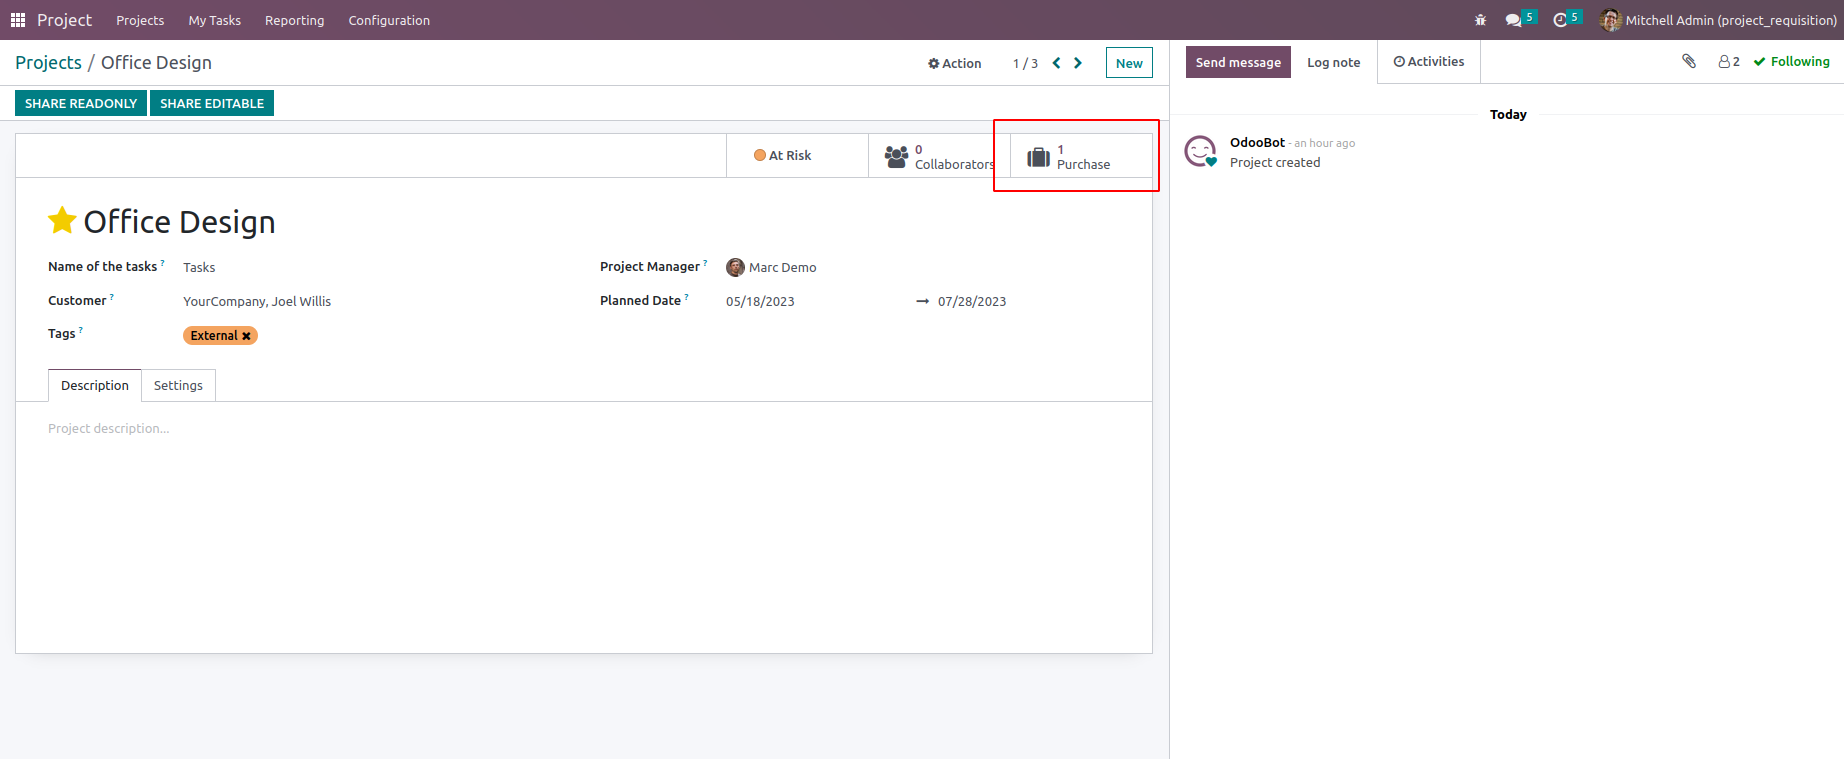 Project Projects My Tasks Reporting Configuration 5 5 Mitchell Admin (project_requisition)
Projects / Office Design Action 1 / 3 New
SHARE READONLY SHARE EDITABLE
At Risk
0
Collaborators
1
Purchase
Office Design
Name of the tasks ? Tasks
Project Manager ? Marc Demo
Customer ? YourCompany, Joel Willis
Planned Date ? 05/18/2023 → 07/28/2023
Tags ? External ✖
Description Settings
Project description...
Send message Log note Activities 2 Following
Today
OdooBot - an hour ago
Project created